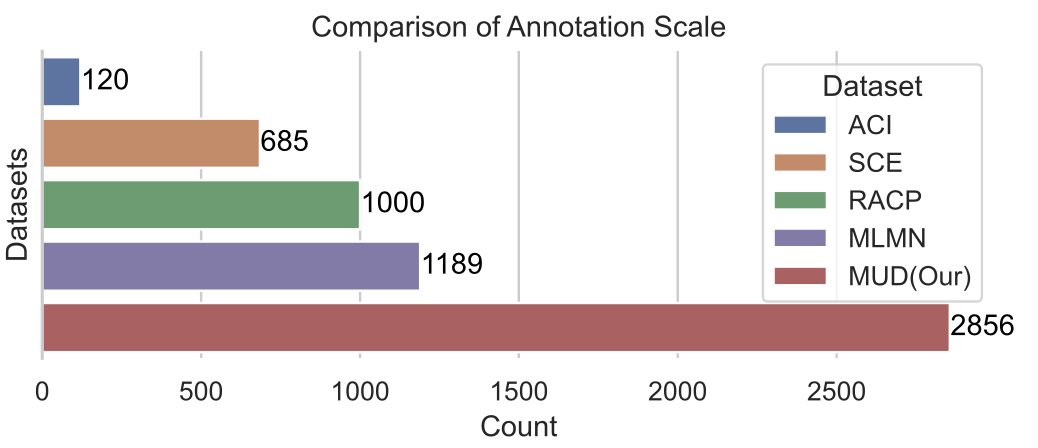 Comparison of Annotation Scale
Datasets
120
685
1000
1189
2856
Dataset
ACI
SCE
RACP
MLMN
MUD(Our)
0 500 1000 1500 2000 2500
Count